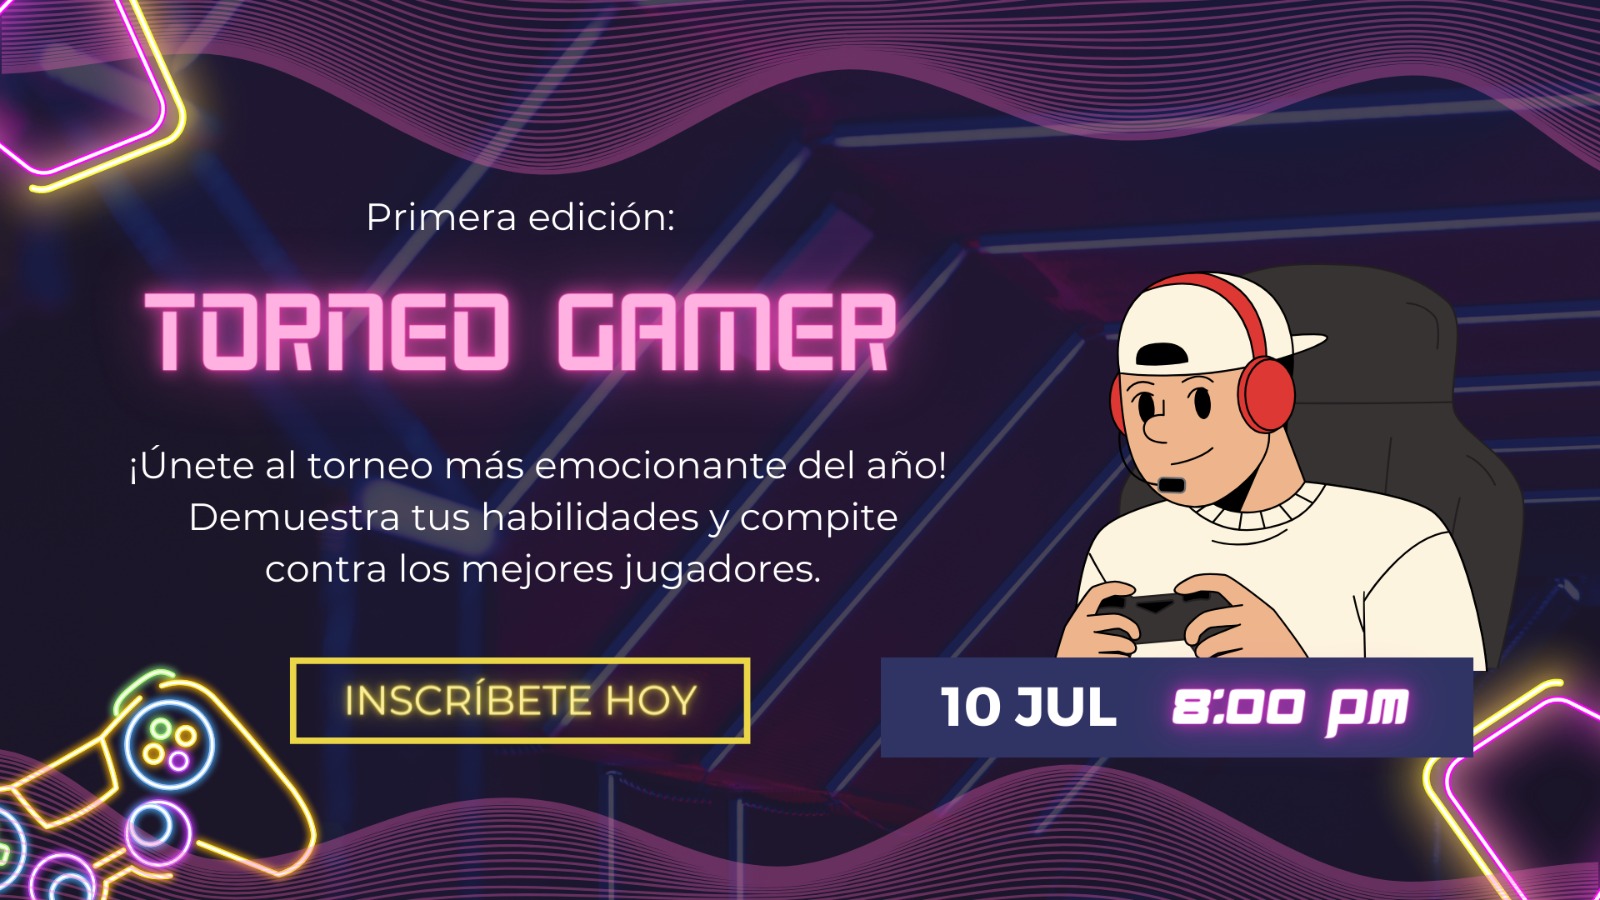 Primera edición:
TORNEO GAMER
¡Únete al torneo más emocionante del año!
Demuestra tus habilidades y compite
contra los mejores jugadores.
INSCRÍBETE HOY
10 JUL 8:00 pm